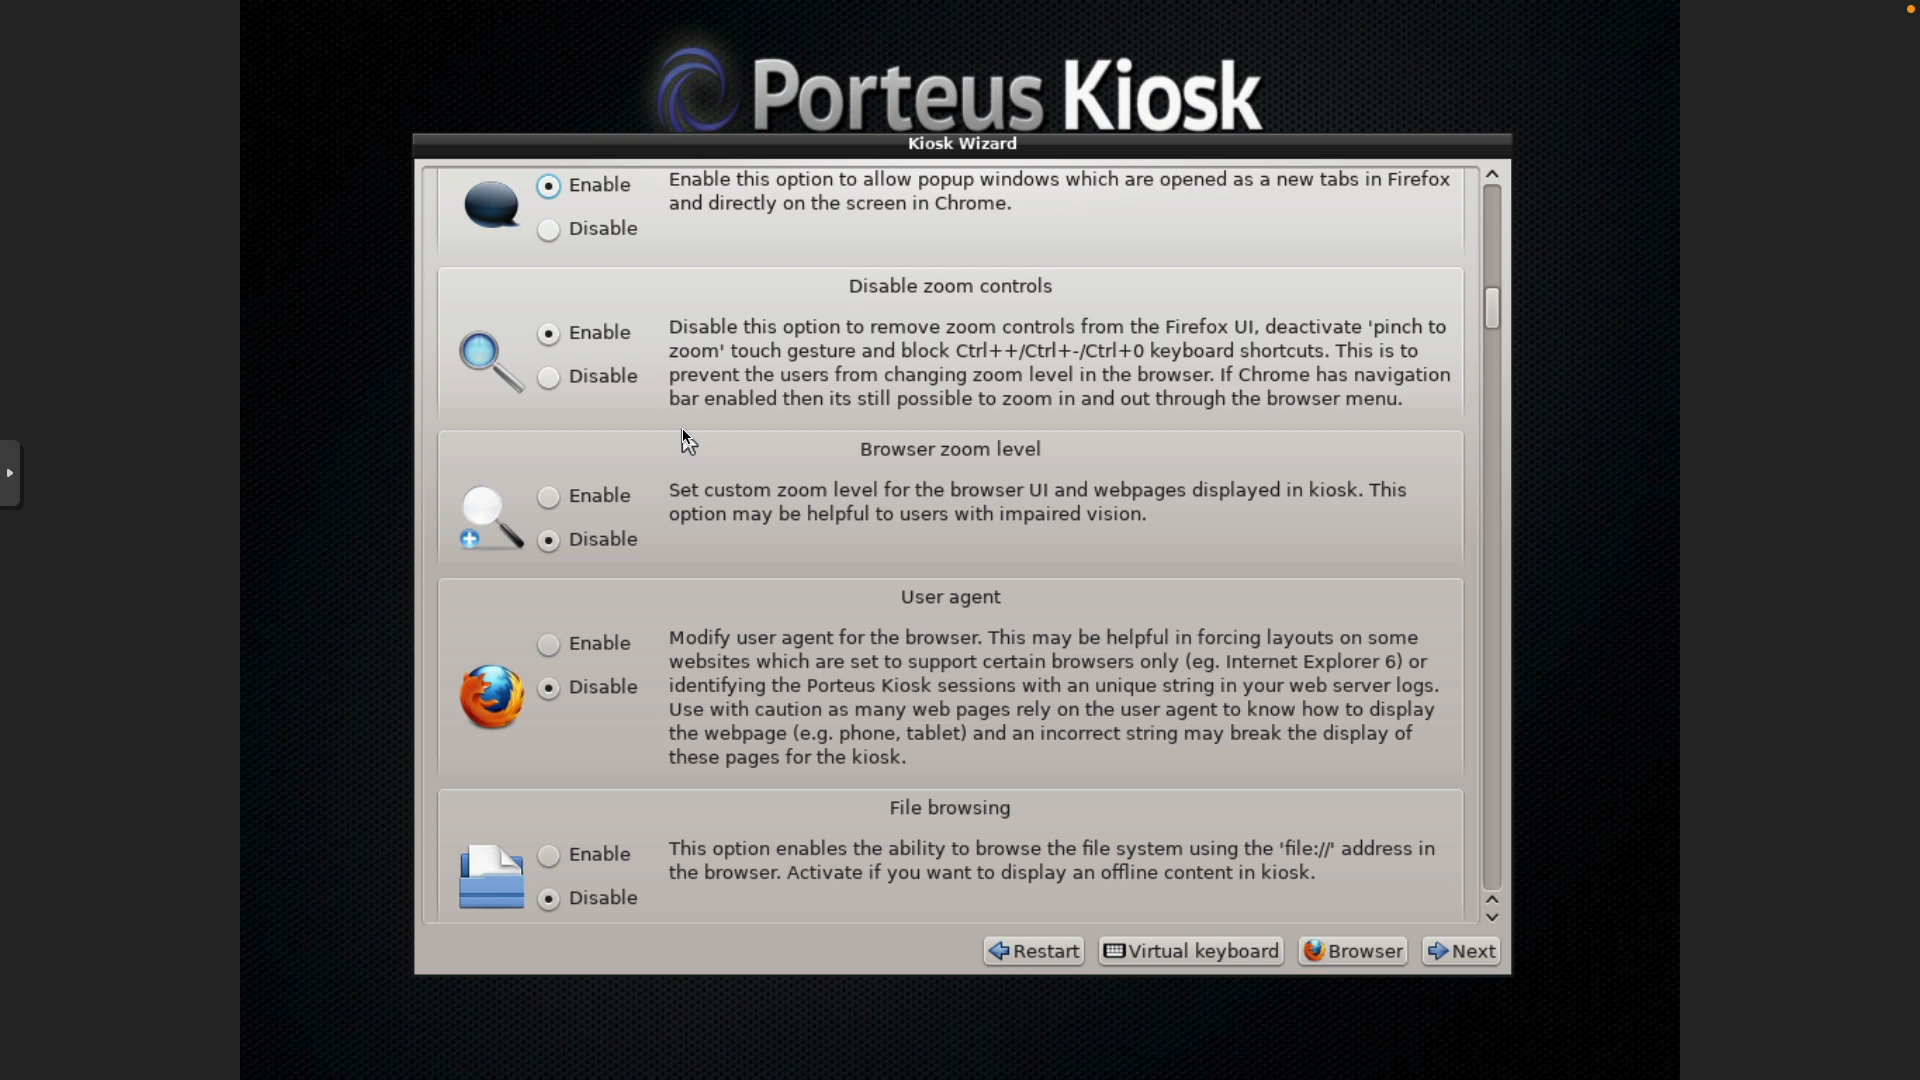 Porteus Kiosk
Kiosk Wizard
Enable
Disable
Enable this option to allow popup windows which are opened as a new tabs in Firefox
and directly on the screen in Chrome.
Disable zoom controls
Enable
Disable
Disable this option to remove zoom controls from the Firefox UI, deactivate 'pinch to
zoom' touch gesture and block Ctrl++/Ctrl+-/Ctrl+0 keyboard shortcuts. This is to
prevent the users from changing zoom level in the browser. If Chrome has navigation
bar enabled then its still possible to zoom in and out through the browser menu.
Browser zoom level
Enable
Disable
Set custom zoom level for the browser UI and webpages displayed in kiosk. This
option may be helpful to users with impaired vision.
User agent
Enable
Disable
Modify user agent for the browser. This may be helpful in forcing layouts on some
websites which are set to support certain browsers only (eg. Internet Explorer 6) or
identifying the Porteus Kiosk sessions with an unique string in your web server logs.
Use with caution as many web pages rely on the user agent to know how to display
the webpage (e.g. phone, tablet) and an incorrect string may break the display of
these pages for the kiosk.
File browsing
Enable
Disable
This option enables the ability to browse the file system using the 'file://' address in
the browser. Activate if you want to display an offline content in kiosk.
Restart
Virtual keyboard
Browser
Next